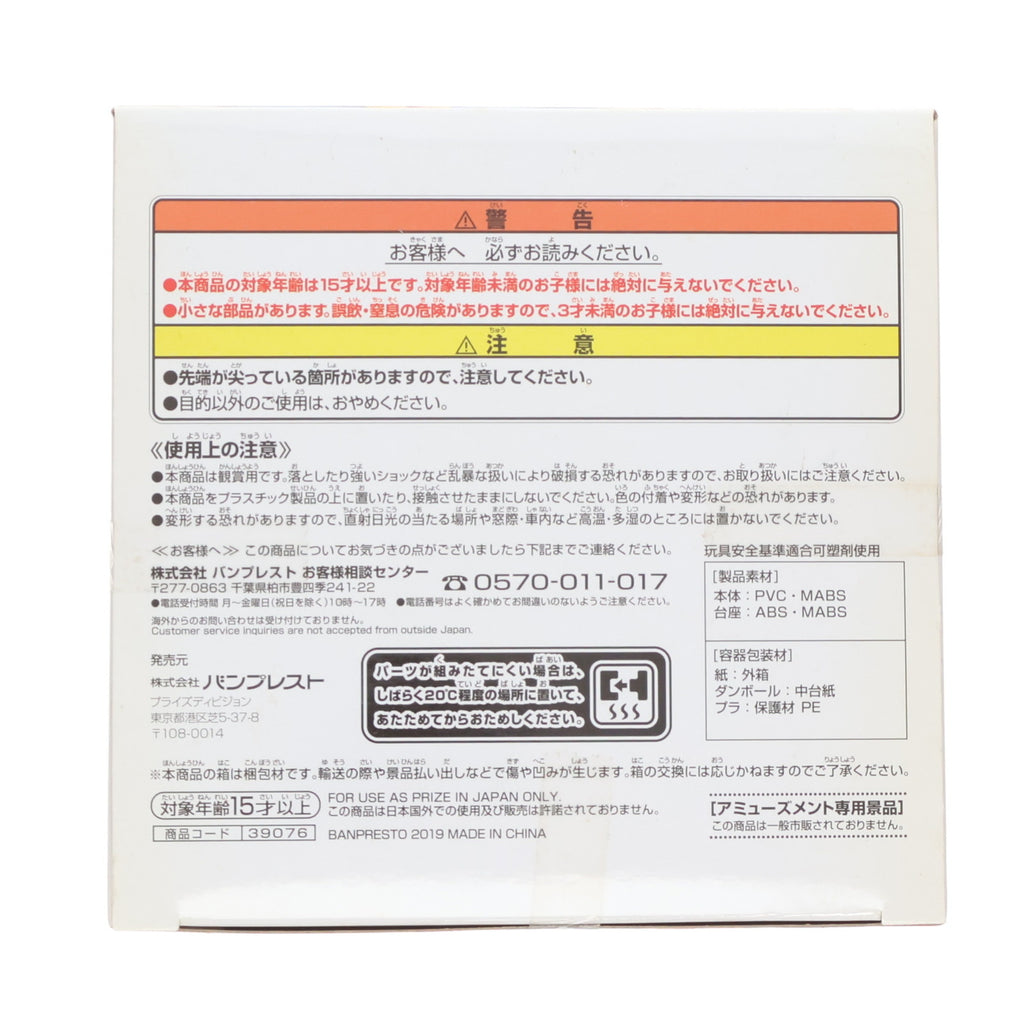 ⚠警告
お客様へ 必ずお読みください。
●本商品の対象年齢は15才以上です。対象年齢未満のお子様には絶対に与えないでください。
●小さな部品があります。誤飲・窒息の危険がありますので、3才未満のお子様には絶対に与えないでください。
⚠注意
●先端が尖っている箇所がありますので、注意してください。
●目的以外のご使用は、おやめください。
《使用上の注意》
●本商品は観賞用です。落としたり強いショックなど乱暴な扱いにより破損する恐れがありますので、お取り扱いにはご注意ください。
●本商品をプラスチック製品の上に置いたり、接触させたままにしないでください。色の付着や変形などの恐れがあります。
●変形する恐れがありますので、直射日光の当たる場所や窓際・車内など高温・多湿のところには置かないでください。
≪お客様へ≫ この商品についてお気づきの点がございましたら下記までご連絡ください。
株式会社 バンプレスト お客様相談センター ☎0570-011-017
〒277-0863 千葉県柏市豊四季241-22
●電話受付時間 月～金曜日(祝日を除く)10時～17時 ●電話番号はよく確かめてお間違いのないようご注意ください。
海外からのお問い合わせは受け付けておりません。
Customer service inquiries are not accepted from outside Japan.
発売元
株式会社 バンプレスト
プライズディビジョン
東京都港区芝5-37-8
〒108-0014
パーツが組みたてにくい場合は、
しばらく20℃程度の場所に置いて、
あたためてからおためしください。
玩具安全基準適合可塑剤使用
[製品素材]
本体：PVC・MABS
台座：ABS・MABS
[容器包装材]
紙：外箱
ダンボール：中台紙
プラ：保護材 PE
※本商品の箱は梱包材です。輸送の際や景品払い出しなどで傷や凹みが生じます。箱の交換には応じかねますのでご了承ください。
対象年齢15才以上
商品コード 39076
FOR USE AS PRIZE IN JAPAN ONLY.
この商品は日本国外での使用及び販売は許諾されておりません。
BANPRESTO 2019 MADE IN CHINA
[アミューズメント専用景品]
この商品は一般市販されておりません。